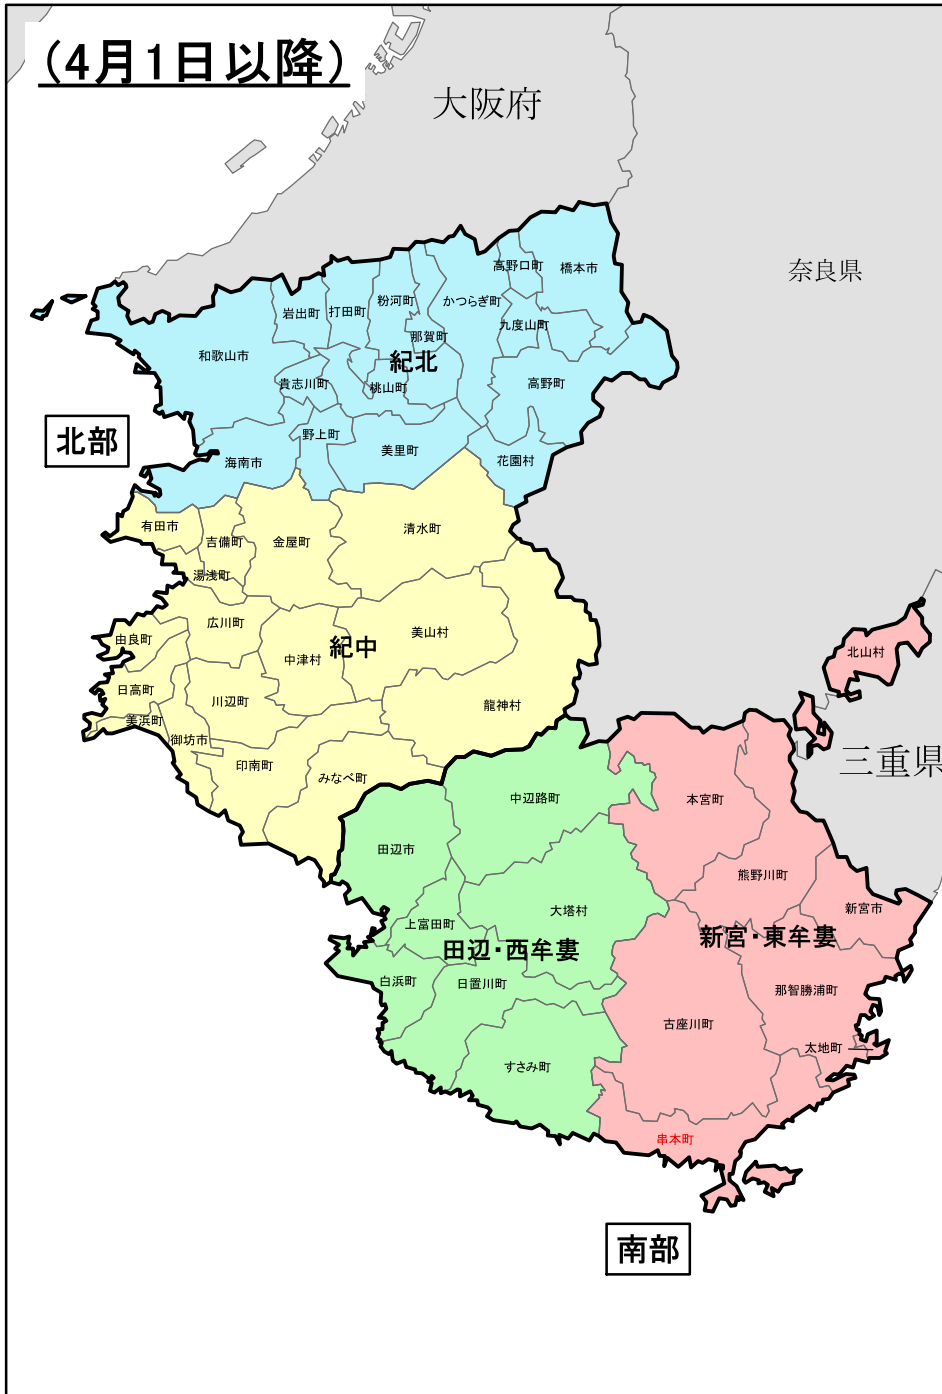 （4月1日以降）
大阪府
奈良県
高野口町
橋本市
かつらぎ町
粉河町
打田町
岩出町
九度山町
那賀町
和歌山市
紀北
高野町
貴志川町
桃山町
北部
野上町
美里町
海南市
花園村
有田市
清水町
吉備町
金屋町
湯浅町
広川町
美山村
由良町
紀中
中津村
北山村
日高町
川辺町
龍神村
美浜町
御坊市
印南町
みなべ町
三重県
中辺路町
本宮町
田辺市
熊野川町
大塔村
新宮市
上富田町
田辺・西牟婁
新宮・東牟婁
白浜町
日置川町
那智勝浦町
古座川町
太地町
すさみ町
串本町
南部